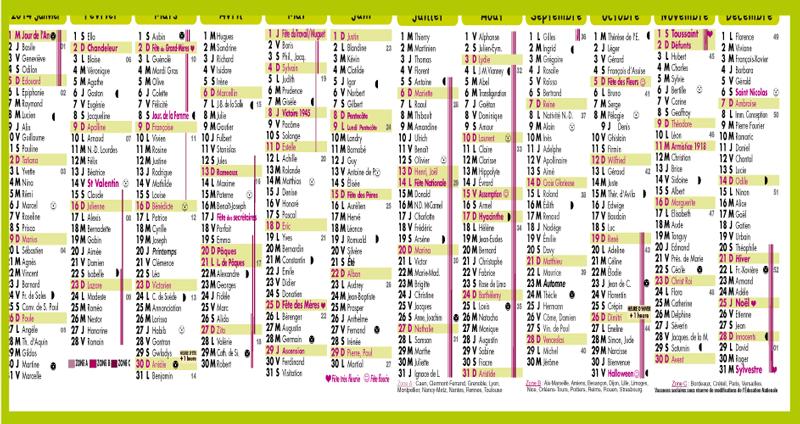 2014 Janvier
1 M Jour de l'An
2 J Basile 01
3 V Geneviève
4 S Odilon
5 D Edouard
6 L 02
7 M Raymond
8 M Lucien
9 J Alix
10 V Guillaume
11 S Pauline
12 D Tatiana
13 L Yvette 03
14 M Nina
15 M Rémi
16 J Marcel
17 V Roseline
18 S Prisca
19 D Marius
20 L Sébastien 04
21 M Agnès
22 M Vincent
23 J Barnard
24 V Fr. de Sales
25 S Conv. de S. Paul
26 D Paule
27 L Angèle 05
28 M Th. d'Aquin
29 M Gildas
30 J Martine
31 V Marcelle
Février
1 S Ella
2 D Chandeleur
3 L Blaise 06
4 M Véronique
5 M Agathe
6 J Gaston
7 V Eugénie
8 S Jacqueline
9 D Apolline
10 L Arnaud 07
11 M N.-D. Lourdes
12 M Félix
13 J Béatrice
14 V St Valentin
15 S Claude
16 D Julienne
17 L Alexis 08
18 M Bernadette
19 M Gabin
20 J Aimée
21 V Damien
22 S Isabelle
23 D Lazare
24 L Modeste 09
25 M Roméo
26 M Nestor
27 J Honorine
28 V Romain
ZONE A ZONE B ZONE C
Mars
1 S Aubin
2 D Fête des Grand-Mères
3 L Guénolé 10
4 M Mardi Gras
5 M Olive
6 J Colette
7 V Félicité
8 S Jour. de la Femme
9 D Françoise
10 L Vivien 11
11 M Rosine
12 M Justine
13 J Rodrigue
14 V Mathilde
15 S Louise
16 D Bénédicte
17 L Patrice 12
18 M Cyrille
19 M Joseph
20 J Printemps
21 V Clémence
22 S Léa
23 D Victorien
24 L C. de Suède 13
25 M Annonciation
26 M Larissa
27 J Habib
28 V Gontran
29 S Gwladys
30 D Amédée HEURE D'ÉTÉ + 1 heure
31 L Benjamin 14
Avril
1 M Hugues
2 M Sandrine
3 J Richard
4 V Isidore
5 S Irène
6 D Marcellin
7 L J.-B. de la Salle 15
8 M Julie
9 M Gautier
10 J Fulbert
11 V Stanislas
12 S Jules
13 D Rameaux
14 L Maxime 16
15 M Paterne
16 M Benoît-Joseph
17 J Fête des secrétaires
18 V Parfait
19 S Emma
20 D Pâques
21 L L. de Pâques 17
22 M Alexandre
23 M Georges
24 J Fidèle
25 V Marc
26 S Alida
27 D Zita
28 L Valérie 18
29 M Cath. de Si.
30 M Robert
Mai
1 J Fête du Travail/Muguet
2 V Boris
3 S Phil., Jacq.
4 D Sylvain
5 L Judith 19
6 M Prudence
7 M Gisèle
8 J Victoire 1945
9 V Pacôme
10 S Solange
11 D Estelle
12 L Achille 20
13 M Rolande
14 M Matthias
15 J Denise
16 V Honoré
17 S Pascal
18 D Eric
19 L Yves 21
20 M Bernardin
21 M Constantin
22 J Emile
23 V Didier
24 S Donatien
25 D Fête des Mères
26 L Bérenger 22
27 M Augustin
28 M Germain
29 J Ascension
30 V Ferdinand
31 S Visitation
Fête très fleurie Fête fleurie
Juin
1 D Justin
2 L Blandine 23
3 M Kévin
4 M Clotilde
5 J Igor
6 V Norbert
7 S Gilbert
8 D Pentecôte
9 L Lundi Pentecôte 24
10 M Landry
11 M Barnabé
12 J Guy
13 V Antoine de P.
14 S Élisée
15 D Fête des Pères
16 L Aurélien 25
17 M Hervé
18 M Léonce
19 J Romuald
20 V Silvère
21 S Été
22 D Alban
23 L Audrey 26
24 M Jean-Baptiste
25 M Prosper
26 J Anthelme
27 V Fernand
28 S Irénée
29 D Pierre, Paul
30 L Martial 27
Juillet
1 M Thierry
2 M Martinien
3 J Thomas
4 V Florent
5 S Antoine
6 D Mariette
7 L Raoul 28
8 M Thibault
9 M Amandine
10 J Ulrich
11 V Benoît
12 S Olivier
13 D Henri, Joël
14 L Fête Nationale 29
15 M Donald
16 M N.D. Mt-Carmel
17 J Charlotte
18 V Frédéric
19 S Arsène
20 D Marina
21 L Victor 30
22 M Marie-Mad.
23 M Brigitte
24 J Christine
25 V Jacques
26 S Anne, Joachim
27 D Nathalie
28 L Samson 31
29 M Marthe
30 M Juliette
31 J Ignace de L.
Zone A : Caen, Clermont-Ferrand, Grenoble, Lyon, Montpellier, Nancy-Metz, Nantes, Rennes, Toulouse
Août
1 V Alphonse
2 S Julien-Eym.
3 D Lydie
4 L J.M. Vianney 32
5 M Abel
6 M Transfiguration
7 J Gaétan
8 V Dominique
9 S Amour
10 D Laurent
11 L Claire 33
12 M Clarisse
13 M Hippolyte
14 J Evrard
15 V Assomption
16 S Armel
17 D Hyacinthe
18 L Hélène 34
19 M Jean-Eudes
20 M Bernard
21 J Christophe
22 V Fabrice
23 S Rose de Lima
24 D Barthélemy
25 L Louis 35
26 M Natacha
27 M Monique
28 J Augustin
29 V Sabine
30 S Fiacre
31 D Aristide
Septembre
1 L Gilles 36
2 M Ingrid
3 M Grégoire
4 J Rosalie
5 V Raïssa
6 S Bertrand
7 D Reine
8 L Nativité N.-D. 37
9 M Alain
10 M Inès
11 J Adelphe
12 V Apollinaire
13 S Aimé
14 D Croix Glorieuse
15 L Roland 38
16 M Edith
17 M Renaud
18 J Nadège
19 V Émilie
20 S Davy
21 D Matthieu
22 L Maurice 39
23 M Automne
24 M Thècle
25 J Hermann
26 V Côme, Damien
27 S Vin. de Paul
28 D Venceslas
29 L Michel 40
30 M Jérôme
Zone B : Aix-Marseille, Amiens, Besançon, Dijon, Lille, Limoges, Nice, Orléans-Tours, Poitiers, Reims, Rouen, Strasbourg
Octobre
1 M Thérèse de l'E.
2 J Léger
3 V Gérard
4 S François d'Assise
5 D Fête des Fleurs
6 L Bruno 41
7 M Serge
8 M Pélagie
9 J Denis
10 V Ghislain
11 S Firmin
12 D Wilfried
13 L Géraud 42
14 M Juste
15 M Thér. d'Avila
16 J Edwige
17 V Baudouin
18 S Luc
19 D René
20 L Adeline 43
21 M Céline
22 M Elodie
23 J Jean de C.
24 V Florentin
25 S Crépin HEURE D'HIVER - 1 heure
26 D Dimitri
27 L Emeline 44
28 M Simon, Jude
29 M Narcisse
30 J Bienvenue
31 V Halloween
Novembre
1 S Toussaint
2 D Défunts
3 L Hubert 45
4 M Charles
5 M Sylvie
6 J Bertille
7 V Carine
8 S Geoffroy
9 D Théodore
10 L Léon 46
11 M Armistice 1918
12 M Christian
13 J Brice
14 V Sidoine
15 S Albert
16 D Marguerite
17 L Elisabeth 47
18 M Aude
19 M Tanguy
20 J Edmond
21 V Prés. de Marie
22 S Cécile
23 D Christ Roi
24 L Flora 48
25 M Catherine
26 M Delphine
27 J Séverin
28 V Jacques de la M.
29 S Saturnin
30 D Avent
Zone C : Bordeaux, Créteil, Paris, Versailles.
Vacances scolaires sous réserve de modifications de l'Éducation Nationale
Décembre
1 L Florence 49
2 M Viviane
3 M François-Xavier
4 J Barbara
5 V Gérald
6 S Saint Nicolas
7 D Ambroise
8 L Imm. Conception 50
9 M Pierre Fourier
10 M Romaric
11 J Daniel
12 V Chantal
13 S Lucie
14 D Odile
15 L Ninon 51
16 M Alice
17 M Gaël
18 J Gatien
19 V Urbain
20 S Théophile
21 D Hiver
22 L Fr.-Xavière 52
23 M Armand
24 M Adèle
25 J Noël
26 V Etienne
27 S Jean
28 D Innocents
29 L David 01
30 M Roger
31 M Sylvestre